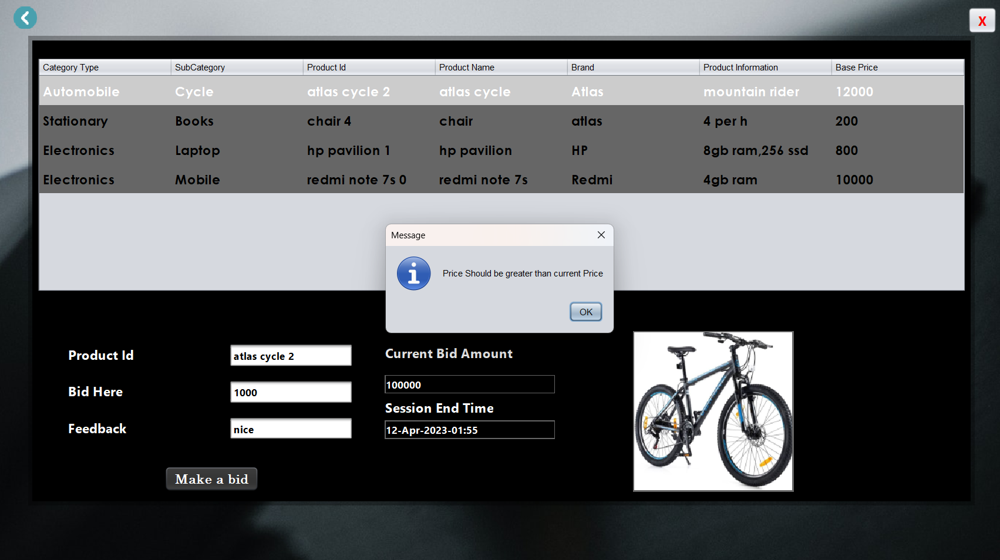 X
Category Type SubCategory Product Id Product Name Brand Product Information Base Price
Automobile Cycle atlas cycle 2 atlas cycle Atlas mountain rider 12000
Stationary Books chair 4 chair atlas 4 per h 200
Electronics Laptop hp pavilion 1 hp pavilion HP 8gb ram,256 ssd 800
Electronics Mobile redmi note 7s 0 redmi note 7s Redmi 4gb ram 10000
Message
Price Should be greater than current Price
OK
Product Id atlas cycle 2
Bid Here 1000
Feedback nice
Make a bid
Current Bid Amount
100000
Session End Time
12-Apr-2023-01:55